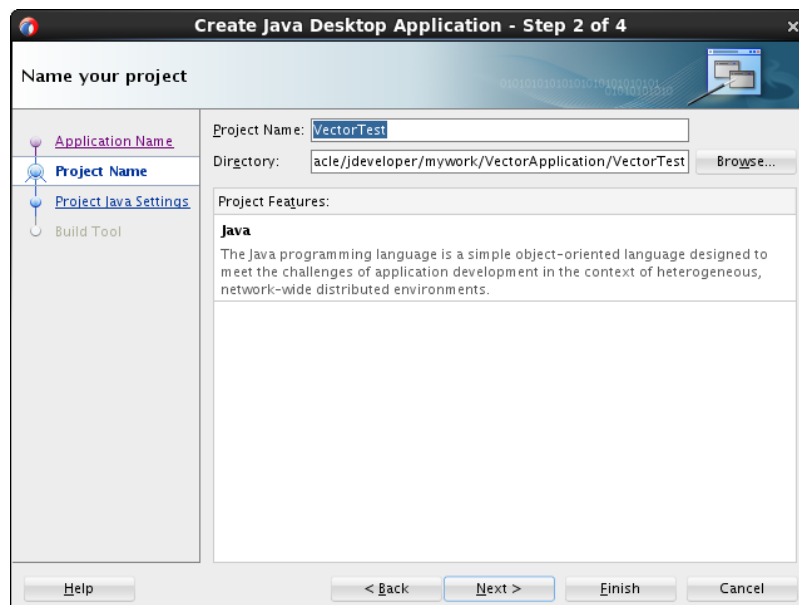 Create Java Desktop Application - Step 2 of 4
Name your project
Application Name
Project Name
Project Java Settings
Build Tool
Project Name: VectorTest
Directory: acle/jdeveloper/mywork/VectorApplication/VectorTest Browse...
Project Features:
Java
The Java programming language is a simple object-oriented language designed to
meet the challenges of application development in the context of heterogeneous,
network-wide distributed environments.
Help < Back Next > Finish Cancel